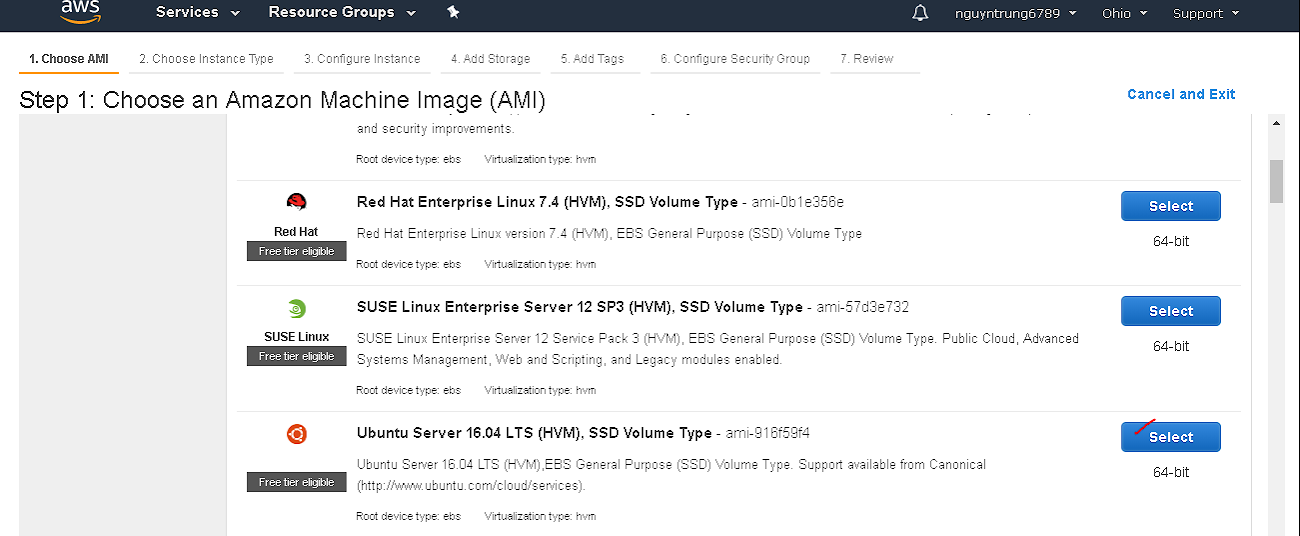 aws Services Resource Groups nguyntrung6789 Ohio Support
1. Choose AMI 2. Choose Instance Type 3. Configure Instance 4. Add Storage 5. Add Tags 6. Configure Security Group 7. Review
Step 1: Choose an Amazon Machine Image (AMI) Cancel and Exit
and security improvements.
Root device type: ebs Virtualization type: hvm
Red Hat Enterprise Linux 7.4 (HVM), SSD Volume Type - ami-0b1e356e Select
Red Hat
Red Hat Enterprise Linux version 7.4 (HVM), EBS General Purpose (SSD) Volume Type 64-bit
Free tier eligible
Root device type: ebs Virtualization type: hvm
SUSE Linux Enterprise Server 12 SP3 (HVM), SSD Volume Type - ami-57d3e732 Select
SUSE Linux
SUSE Linux Enterprise Server 12 Service Pack 3 (HVM), EBS General Purpose (SSD) Volume Type. Public Cloud, Advanced 64-bit
Free tier eligible
Systems Management, Web and Scripting, and Legacy modules enabled.
Root device type: ebs Virtualization type: hvm
Ubuntu Server 16.04 LTS (HVM), SSD Volume Type - ami-916f59f4 Select
Ubuntu Server 16.04 LTS (HVM),EBS General Purpose (SSD) Volume Type. Support available from Canonical 64-bit
Free tier eligible
(http://www.ubuntu.com/cloud/services).
Root device type: ebs Virtualization type: hvm